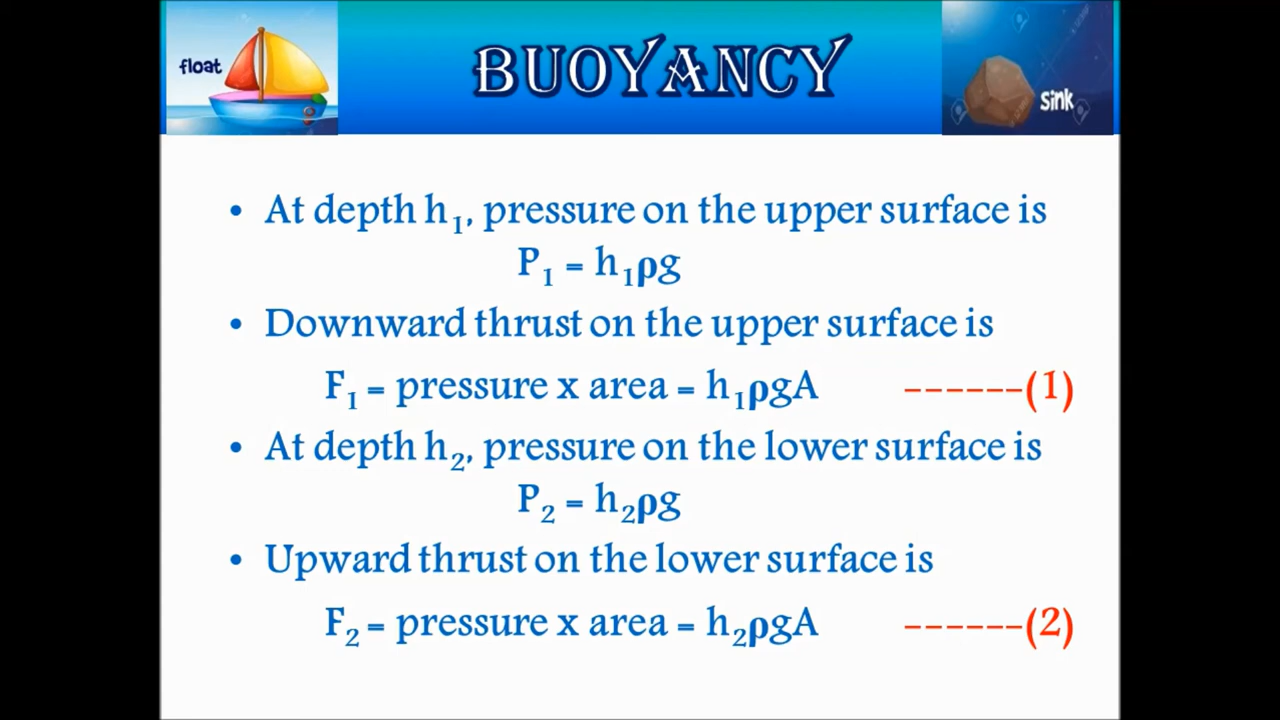 float
BUOYANCY
sink
• At depth h₁, pressure on the upper surface is
P₁ = h₁ρg
• Downward thrust on the upper surface is
F₁ = pressure x area = h₁ρgA ------(1)
• At depth h₂, pressure on the lower surface is
P₂ = h₂ρg
• Upward thrust on the lower surface is
F₂ = pressure x area = h₂ρgA ------(2)